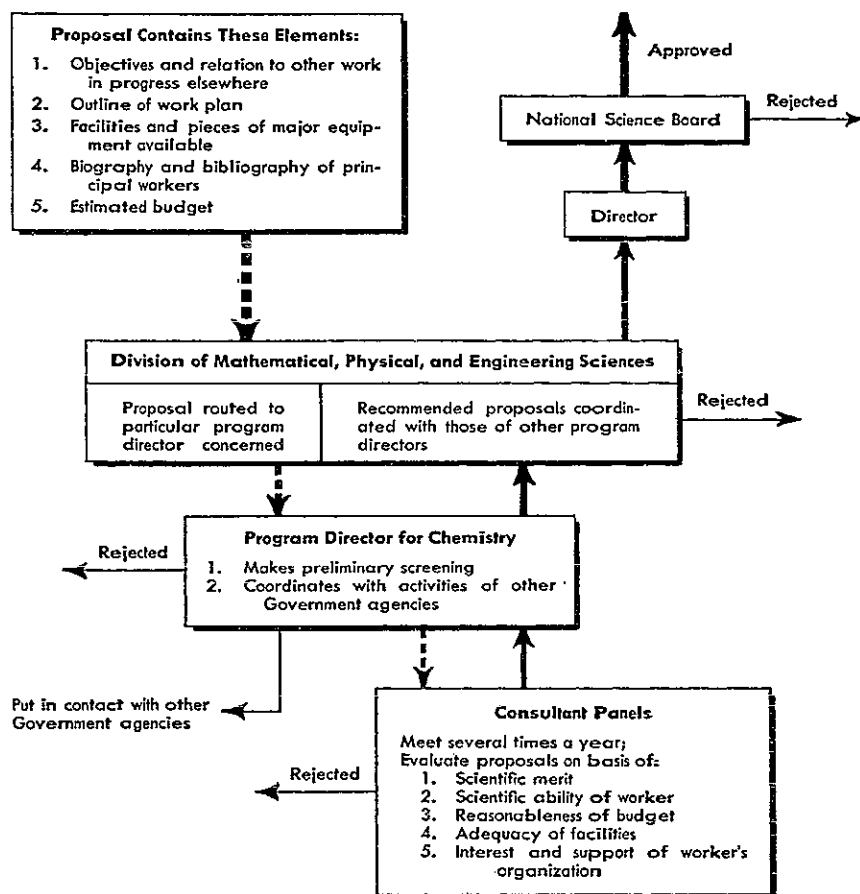 Proposal Contains These Elements:
1. Objectives and relation to other work
in progress elsewhere
2. Outline of work plan
3. Facilities and pieces of major equip-
ment available
4. Biography and bibliography of prin-
cipal workers
5. Estimated budget
Approved
National Science Board
Rejected
Director
Division of Mathematical, Physical, and Engineering Sciences
Proposal routed to
particular program
director concerned
Recommended proposals coordin-
ated with those of other program
directors
Rejected
Program Director for Chemistry
1. Makes preliminary screening
2. Coordinates with activities of other
Government agencies
Rejected
Put in contact with other
Government agencies
Consultant Panels
Meet several times a year;
Evaluate proposals on basis of:
1. Scientific merit
2. Scientific ability of worker
3. Reasonableness of budget
4. Adequacy of facilities
5. Interest and support of worker's
organization
Rejected